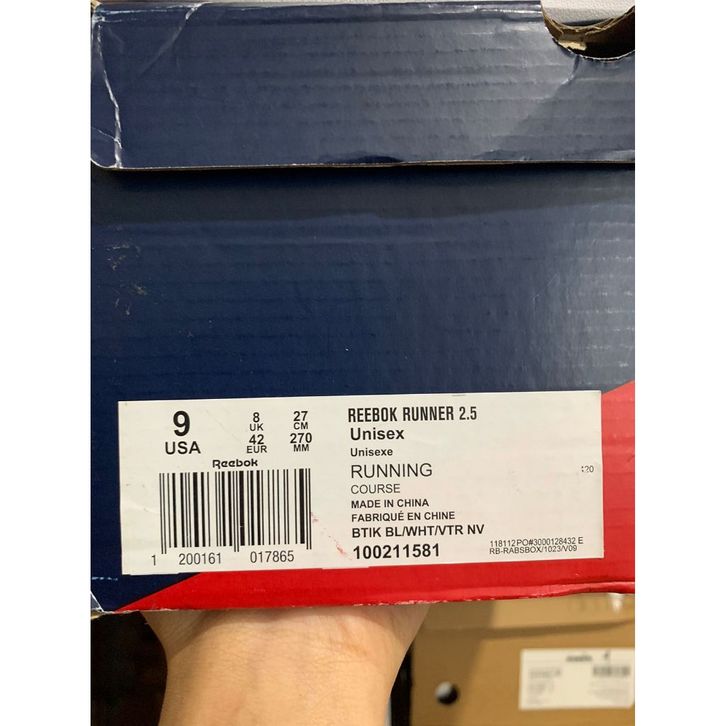 9
USA
8
UK
42
EUR
27
CM
270
MM
Reebok
1 200161 017865
REEBOK RUNNER 2.5
Unisex
Unisexe
RUNNING
COURSE
MADE IN CHINA
FABRIQUÉ EN CHINE
BTIK BL/WHT/VTR NV
100211581
120
118112PO#3000128432 E
RB-RABSBOX/1023/V09